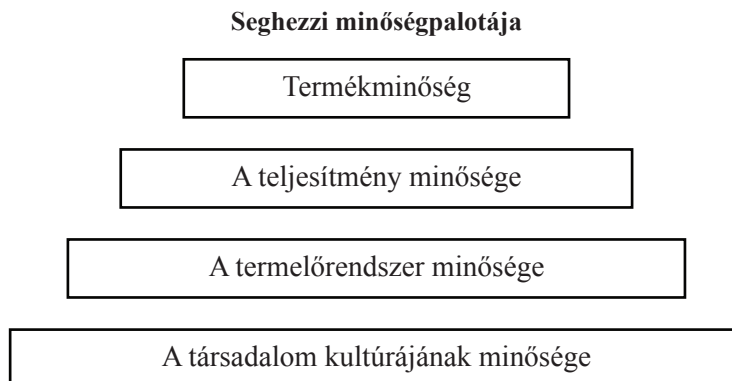 Seghezzi minőségpalotája
Termékminőség
A teljesítmény minősége
A termelőrendszer minősége
A társadalom kultúrájának minősége